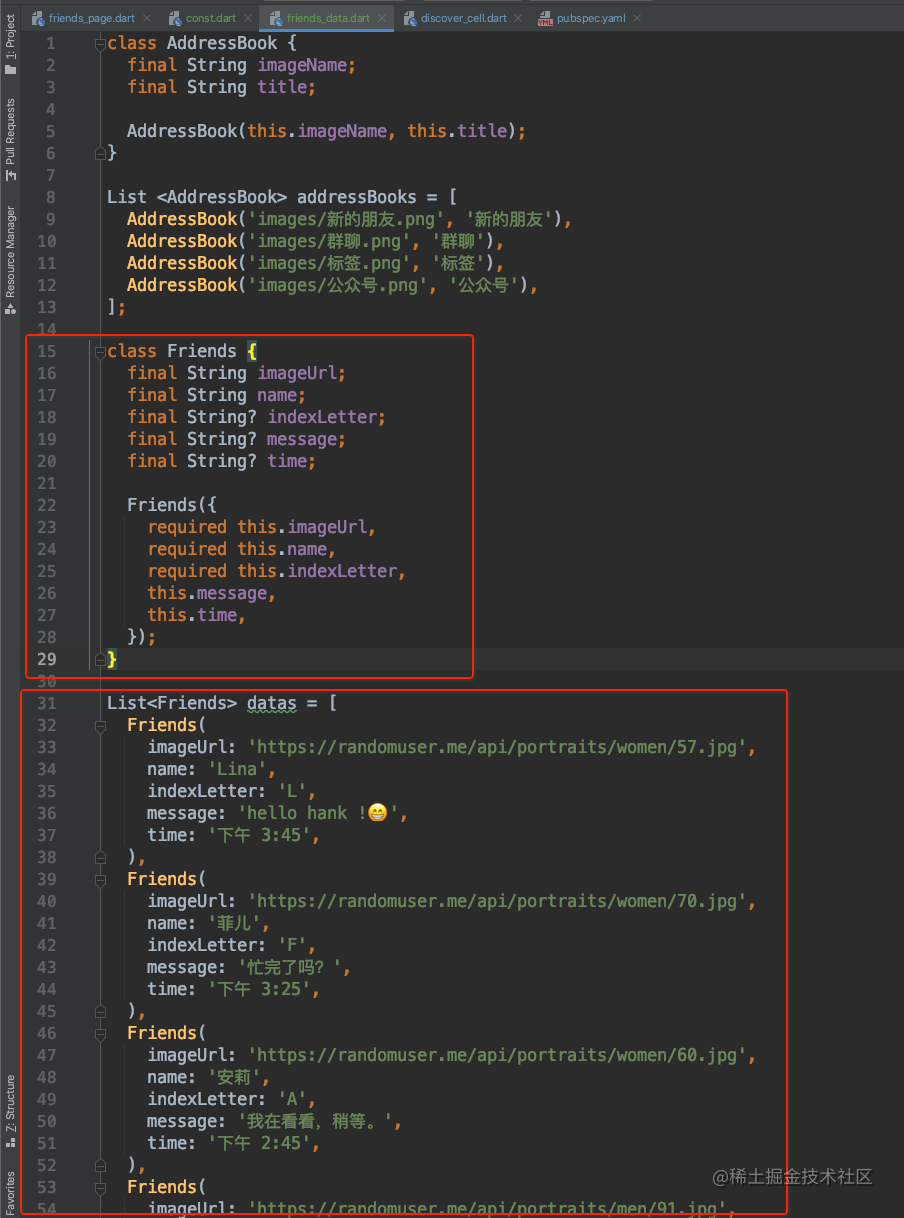 friends_page.dart const.dart friends_data.dart discover_cell.dart pubspec.yaml
1: Project
Pull Requests
Resource Manager
Z: Structure
Favorites
1 class AddressBook {
2 final String imageName;
3 final String title;
4
5 AddressBook(this.imageName, this.title);
6 }
7
8 List <AddressBook> addressBooks = [
9 AddressBook('images/新的朋友.png', '新的朋友'),
10 AddressBook('images/群聊.png', '群聊'),
11 AddressBook('images/标签.png', '标签'),
12 AddressBook('images/公众号.png', '公众号'),
13 ];
14
15 class Friends {
16 final String imageUrl;
17 final String name;
18 final String? indexLetter;
19 final String? message;
20 final String? time;
21
22 Friends({
23 required this.imageUrl,
24 required this.name,
25 required this.indexLetter,
26 this.message,
27 this.time,
28 });
29 }
30
31 List<Friends> datas = [
32 Friends(
33 imageUrl: 'https://randomuser.me/api/portraits/women/57.jpg',
34 name: 'Lina',
35 indexLetter: 'L',
36 message: 'hello hank !😁',
37 time: '下午 3:45',
38 ),
39 Friends(
40 imageUrl: 'https://randomuser.me/api/portraits/women/70.jpg',
41 name: '菲儿',
42 indexLetter: 'F',
43 message: '忙完了吗？',
44 time: '下午 3:25',
45 ),
46 Friends(
47 imageUrl: 'https://randomuser.me/api/portraits/women/60.jpg',
48 name: '安莉',
49 indexLetter: 'A',
50 message: '我在看看，稍等。',
51 time: '下午 2:45',
52 ),
53 Friends(
54 imageUrl: 'https://randomuser.me/api/portraits/men/91.jpg',
@稀土掘金技术社区